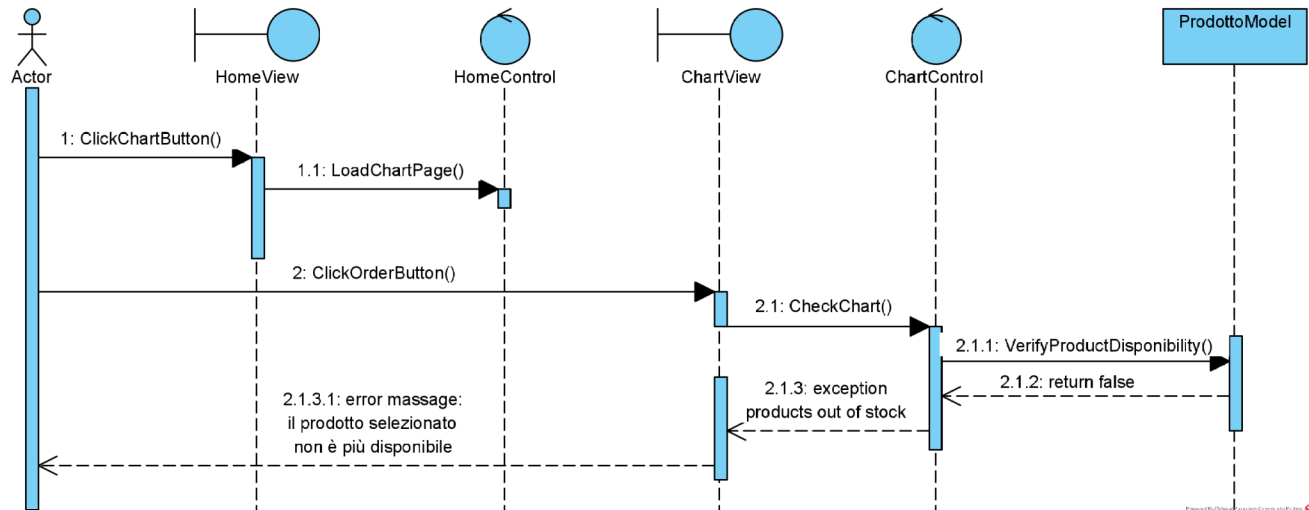 ProdottoModel
Actor
HomeView
HomeControl
ChartView
ChartControl
1: ClickChartButton()
1.1: LoadChartPage()
2: ClickOrderButton()
2.1: CheckChart()
2.1.1: VerifyProductDisponibility()
2.1.2: return false
2.1.3: exception
products out of stock
2.1.3.1: error massage:
il prodotto selezionato
non è più disponibile